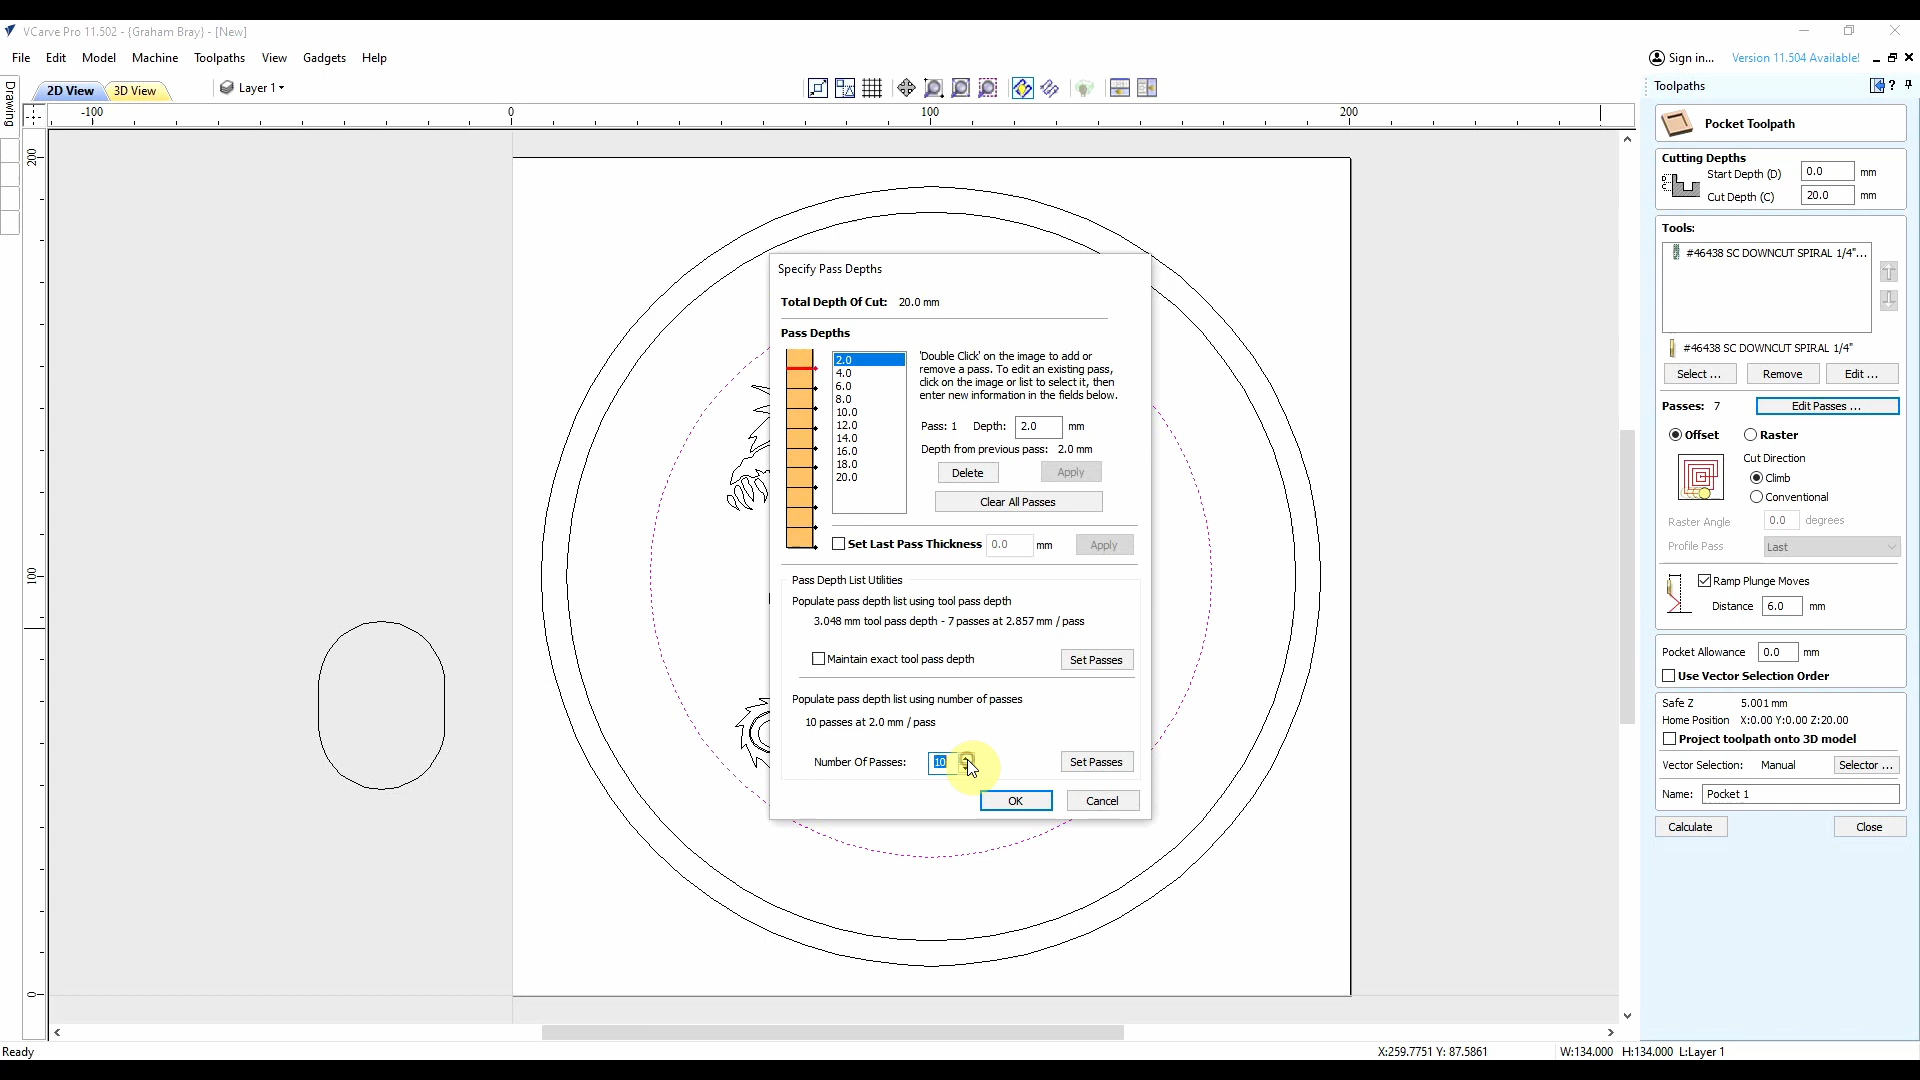 VCarve Pro 11.502 - {Graham Bray} - [New]
File Edit Model Machine Toolpaths View Gadgets Help
Sign in... Version 11.504 Available!
2D View 3D View Layer 1
Drawing
-100 0 100 200
200
100
0
Specify Pass Depths
Total Depth Of Cut: 20.0 mm
Pass Depths
2.0
4.0
6.0
8.0
10.0
12.0
14.0
16.0
18.0
20.0
'Double Click' on the image to add or
remove a pass. To edit an existing pass,
click on the image or list to select it, then
enter new information in the fields below.
Pass: 1 Depth: 2.0 mm
Depth from previous pass: 2.0 mm
Delete Apply
Clear All Passes
Set Last Pass Thickness 0.0 mm Apply
Pass Depth List Utilities
Populate pass depth list using tool pass depth
3.048 mm tool pass depth - 7 passes at 2.857 mm / pass
Maintain exact tool pass depth Set Passes
Populate pass depth list using number of passes
10 passes at 2.0 mm / pass
Number Of Passes: 10 Set Passes
OK Cancel
Toolpaths ?
Pocket Toolpath
Cutting Depths
Start Depth (D) 0.0 mm
Cut Depth (C) 20.0 mm
Tools:
#46438 SC DOWNCUT SPIRAL 1/4"...
#46438 SC DOWNCUT SPIRAL 1/4"
Select ... Remove Edit ...
Passes: 7 Edit Passes ...
Offset Raster
Cut Direction
Climb
Conventional
Raster Angle 0.0 degrees
Profile Pass Last
Ramp Plunge Moves
Distance 6.0 mm
Pocket Allowance 0.0 mm
Use Vector Selection Order
Safe Z 5.001 mm
Home Position X:0.00 Y:0.00 Z:20.00
Project toolpath onto 3D model
Vector Selection: Manual Selector ...
Name: Pocket 1
Calculate Close
Ready X:259.7751 Y: 87.5861 W:134.000 H:134.000 L:Layer 1